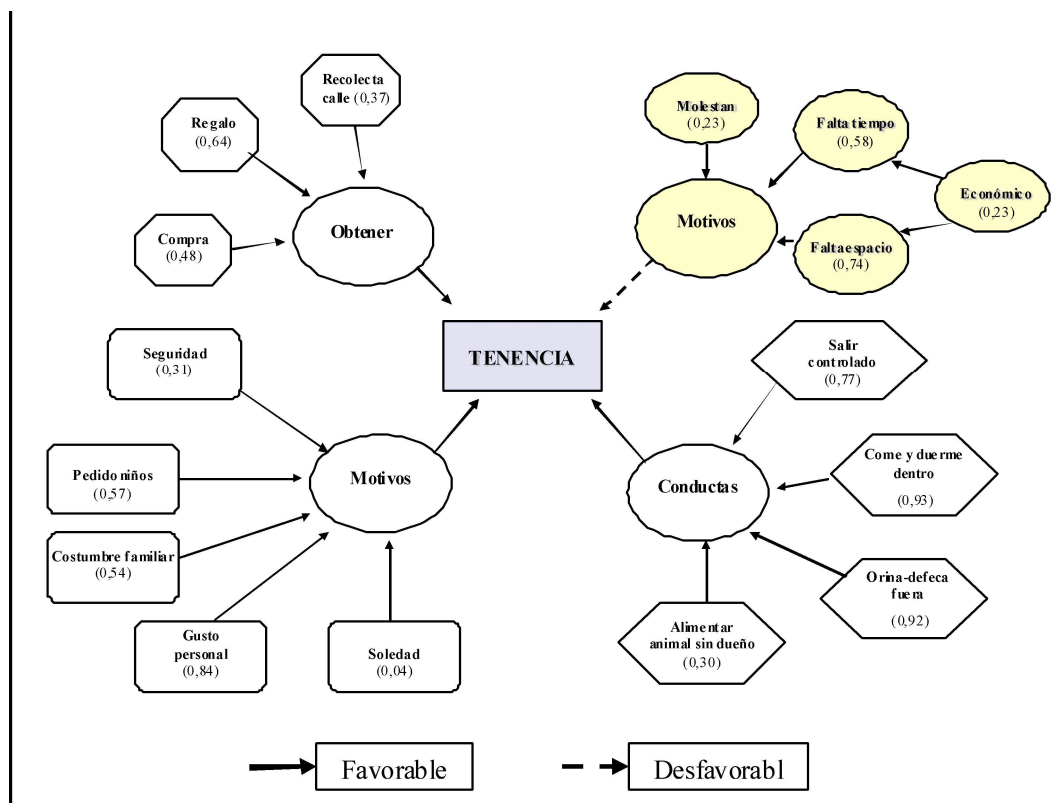 Recolecta
calle (0,37)
Regalo
(0,64)
Compra
(0,48)
Obtener
Molestan
(0,23)
Falta tiempo
(0,58)
Económico
(0,23)
Falta espacio
(0,74)
Motivos
TENENCIA
Seguridad
(0,31)
Pedido niños
(0,57)
Costumbre familiar
(0,54)
Gusto
personal
(0,84)
Soledad
(0,04)
Motivos
Salir
controlado
(0,77)
Come y duerme
dentro
(0,93)
Orina-defeca
fuera
(0,92)
Alimentar
animal sin dueño
(0,30)
Conductas
Favorable
Desfavorabl